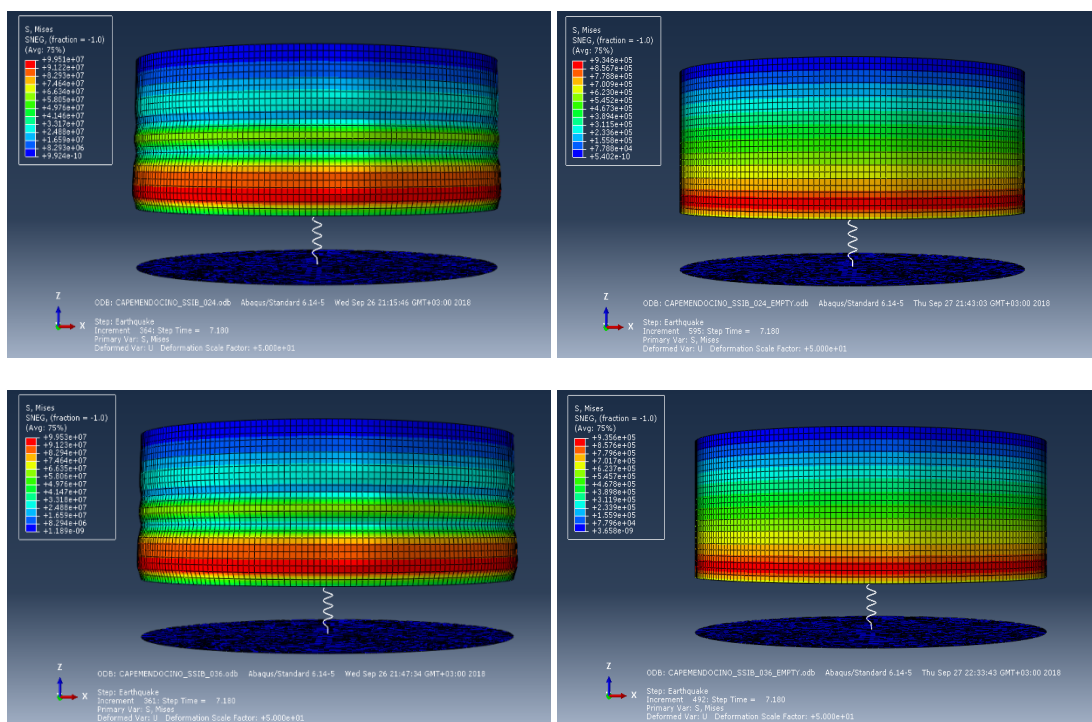 S, Mises
SNEG, (fraction = -1.0)
(Avg: 75%)
+9.951e+07
+9.122e+07
+8.293e+07
+7.464e+07
+6.634e+07
+5.805e+07
+4.976e+07
+4.146e+07
+3.317e+07
+2.488e+07
+1.659e+07
+8.293e+06
+9.924e-10
Z
X
ODB: CAPEMENDOCINO_SSIB_024.odb Abaqus/Standard 6.14-5 Wed Sep 26 21:15:46 GMT+03:00 2018
Step: Earthquake
Increment 364: Step Time = 7.180
Primary Var: S, Mises
Deformed Var: U Deformation Scale Factor: +5.000e+01
S, Mises
SNEG, (fraction = -1.0)
(Avg: 75%)
+9.346e+05
+8.567e+05
+7.788e+05
+7.009e+05
+6.230e+05
+5.452e+05
+4.673e+05
+3.894e+05
+3.115e+05
+2.336e+05
+1.558e+05
+7.788e+04
+5.402e-10
Z
X
ODB: CAPEMENDOCINO_SSIB_024_EMPTY.odb Abaqus/Standard 6.14-5 Thu Sep 27 21:43:03 GMT+03:00 2018
Step: Earthquake
Increment 595: Step Time = 7.180
Primary Var: S, Mises
Deformed Var: U Deformation Scale Factor: +5.000e+01
S, Mises
SNEG, (fraction = -1.0)
(Avg: 75%)
+9.953e+07
+9.123e+07
+8.294e+07
+7.464e+07
+6.635e+07
+5.806e+07
+4.976e+07
+4.147e+07
+3.318e+07
+2.488e+07
+1.659e+07
+8.294e+06
+1.189e-09
Z
X
ODB: CAPEMENDOCINO_SSIB_036.odb Abaqus/Standard 6.14-5 Wed Sep 26 21:47:34 GMT+03:00 2018
Step: Earthquake
Increment 361: Step Time = 7.180
Primary Var: S, Mises
Deformed Var: U Deformation Scale Factor: +5.000e+01
S, Mises
SNEG, (fraction = -1.0)
(Avg: 75%)
+9.356e+05
+8.576e+05
+7.796e+05
+7.017e+05
+6.237e+05
+5.457e+05
+4.678e+05
+3.898e+05
+3.119e+05
+2.339e+05
+1.559e+05
+7.796e+04
+3.658e-09
Z
X
ODB: CAPEMENDOCINO_SSIB_036_EMPTY.odb Abaqus/Standard 6.14-5 Thu Sep 27 22:33:43 GMT+03:00 2018
Step: Earthquake
Increment 492: Step Time = 7.180
Primary Var: S, Mises
Deformed Var: U Deformation Scale Factor: +5.000e+01